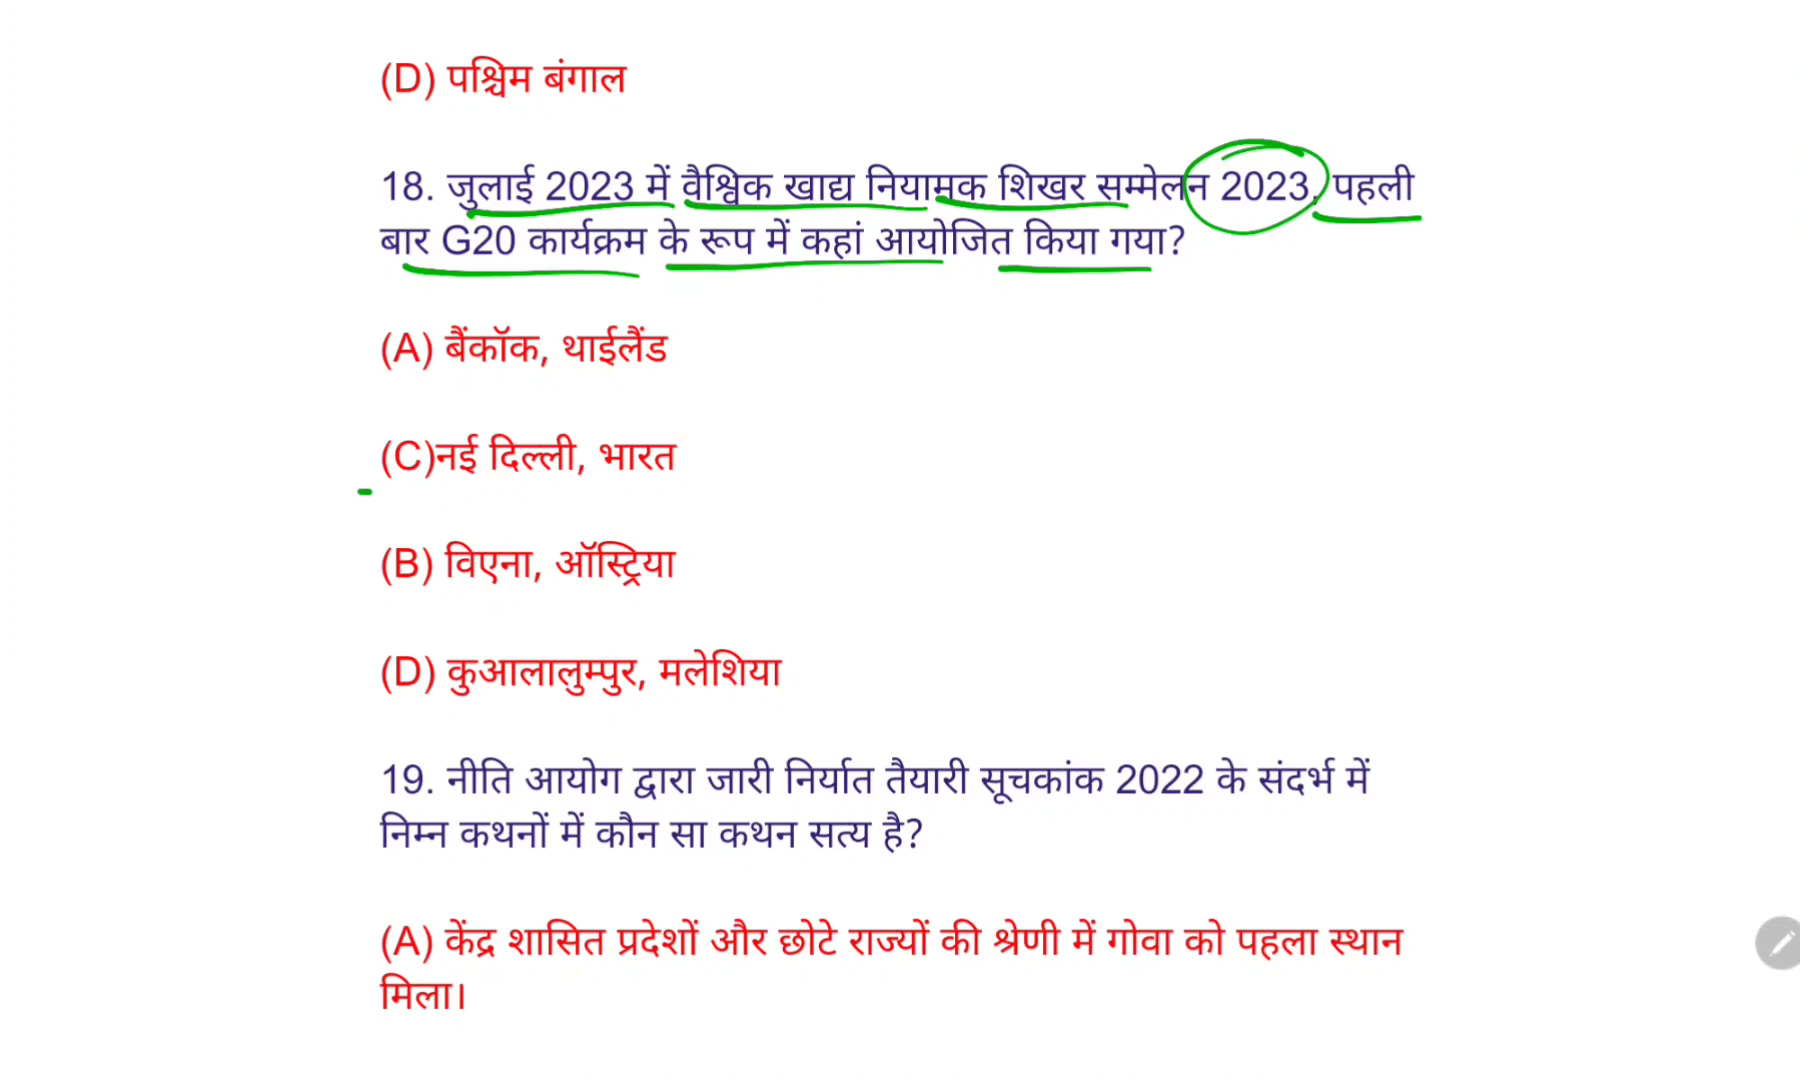 (D) पश्चिम बंगाल
18. जुलाई 2023 में वैश्विक खाद्य नियामक शिखर सम्मेलन 2023, पहली
बार G20 कार्यक्रम के रूप में कहां आयोजित किया गया?
(A) बैंकॉक, थाईलैंड
(C)नई दिल्ली, भारत
(B) विएना, ऑस्ट्रिया
(D) कुआलालुम्पुर, मलेशिया
19. नीति आयोग द्वारा जारी निर्यात तैयारी सूचकांक 2022 के संदर्भ में
निम्न कथनों में कौन सा कथन सत्य है?
(A) केंद्र शासित प्रदेशों और छोटे राज्यों की श्रेणी में गोवा को पहला स्थान
मिला।